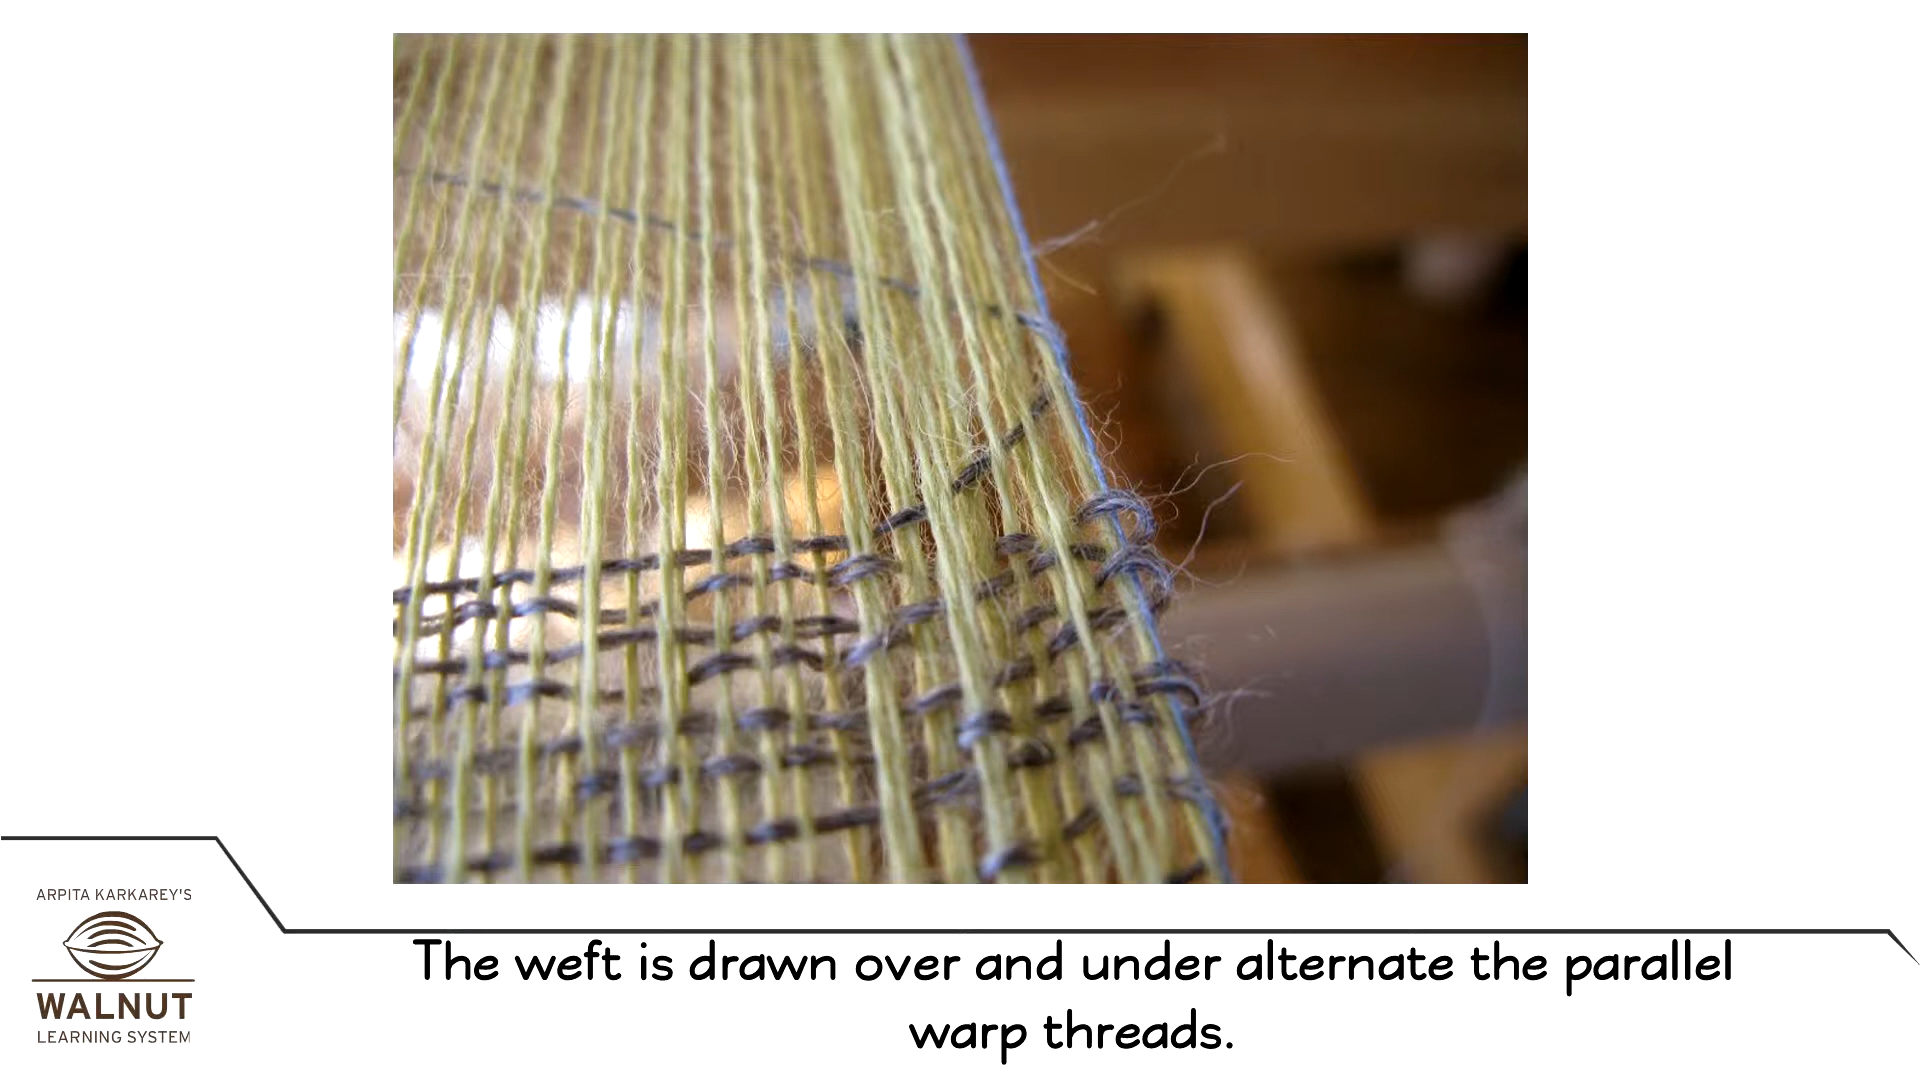 ARPITA KARKAREY'S
WALNUT
LEARNING SYSTEM
The weft is drawn over and under alternate the parallel
warp threads.